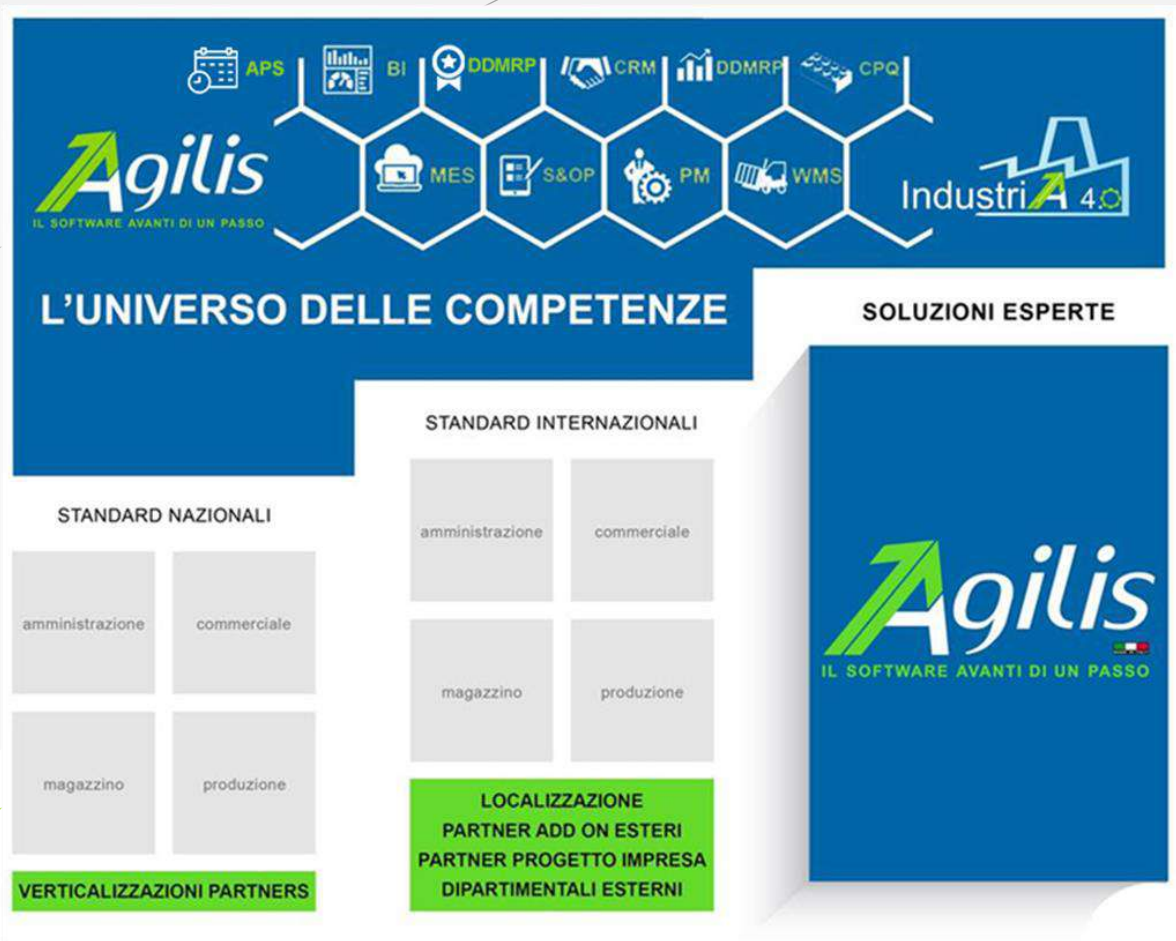 APS
BI
DDMRP
CRM
DDMRP
CPQ
Agilis
IL SOFTWARE AVANTI DI UN PASSO
MES
S&OP
PM
WMS
IndustriA 4.0
L'UNIVERSO DELLE COMPETENZE
SOLUZIONI ESPERTE
STANDARD INTERNAZIONALI
amministrazione
commerciale
magazzino
produzione
LOCALIZZAZIONE
PARTNER ADD ON ESTERI
PARTNER PROGETTO IMPRESA
DIPARTIMENTALI ESTERNI
STANDARD NAZIONALI
amministrazione
commerciale
magazzino
produzione
VERTICALIZZAZIONI PARTNERS
Agilis
IL SOFTWARE AVANTI DI UN PASSO